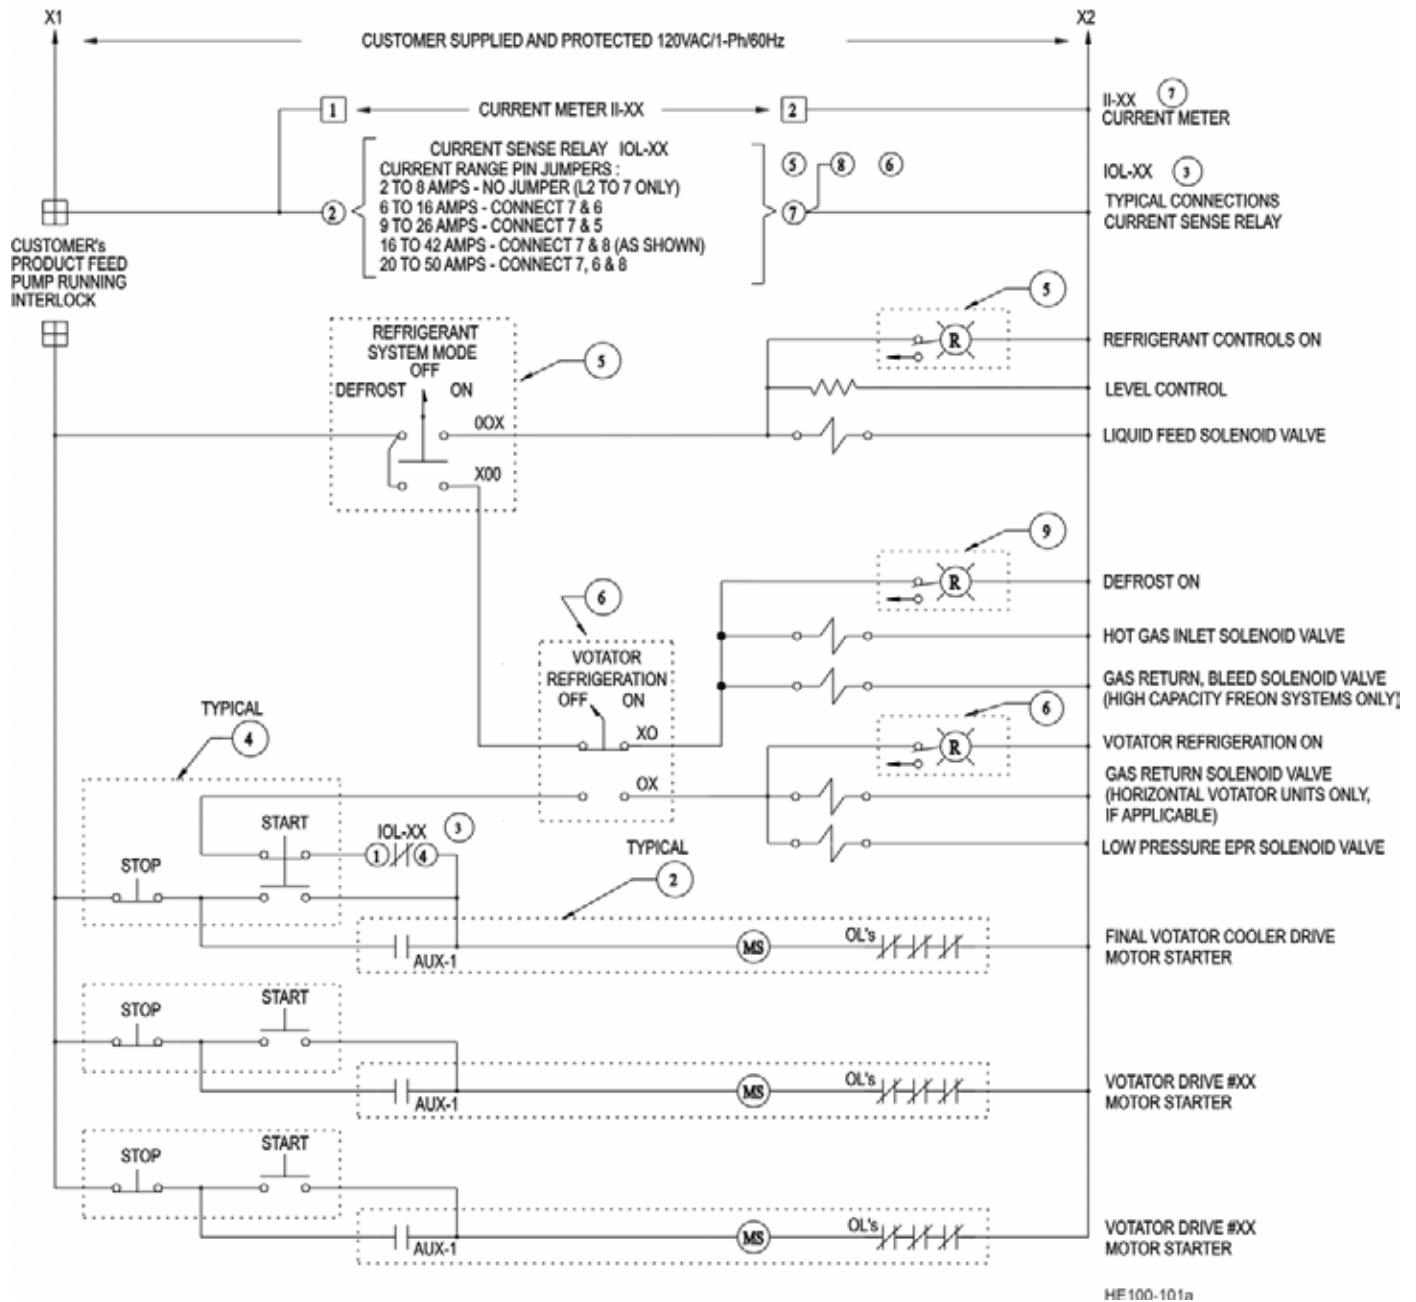 X1
X2
CUSTOMER SUPPLIED AND PROTECTED 120VAC/1-Ph/60Hz
1
CURRENT METER II-XX
2
II-XX 7
CURRENT METER
CURRENT SENSE RELAY IOL-XX
CURRENT RANGE PIN JUMPERS :
2 TO 8 AMPS - NO JUMPER (L2 TO 7 ONLY)
6 TO 16 AMPS - CONNECT 7 & 6
9 TO 26 AMPS - CONNECT 7 & 5
16 TO 42 AMPS - CONNECT 7 & 8 (AS SHOWN)
20 TO 50 AMPS - CONNECT 7, 6 & 8
2
5 8 6
7
IOL-XX 3
TYPICAL CONNECTIONS
CURRENT SENSE RELAY
CUSTOMER's
PRODUCT FEED
PUMP RUNNING
INTERLOCK
REFRIGERANT
SYSTEM MODE
OFF
DEFROST ON
0OX
X00
5
5
R
REFRIGERANT CONTROLS ON
LEVEL CONTROL
LIQUID FEED SOLENOID VALVE
9
R
DEFROST ON
HOT GAS INLET SOLENOID VALVE
GAS RETURN, BLEED SOLENOID VALVE
(HIGH CAPACITY FREON SYSTEMS ONLY)
6
VOTATOR
REFRIGERATION
OFF ON
XO
OX
6
R
VOTATOR REFRIGERATION ON
GAS RETURN SOLENOID VALVE
(HORIZONTAL VOTATOR UNITS ONLY,
IF APPLICABLE)
LOW PRESSURE EPR SOLENOID VALVE
TYPICAL
4
START
STOP
IOL-XX 3
1 4
TYPICAL
2
AUX-1
MS
OL's
FINAL VOTATOR COOLER DRIVE
MOTOR STARTER
STOP
START
AUX-1
MS
OL's
VOTATOR DRIVE #XX
MOTOR STARTER
STOP
START
AUX-1
MS
OL's
VOTATOR DRIVE #XX
MOTOR STARTER
HE100-101a